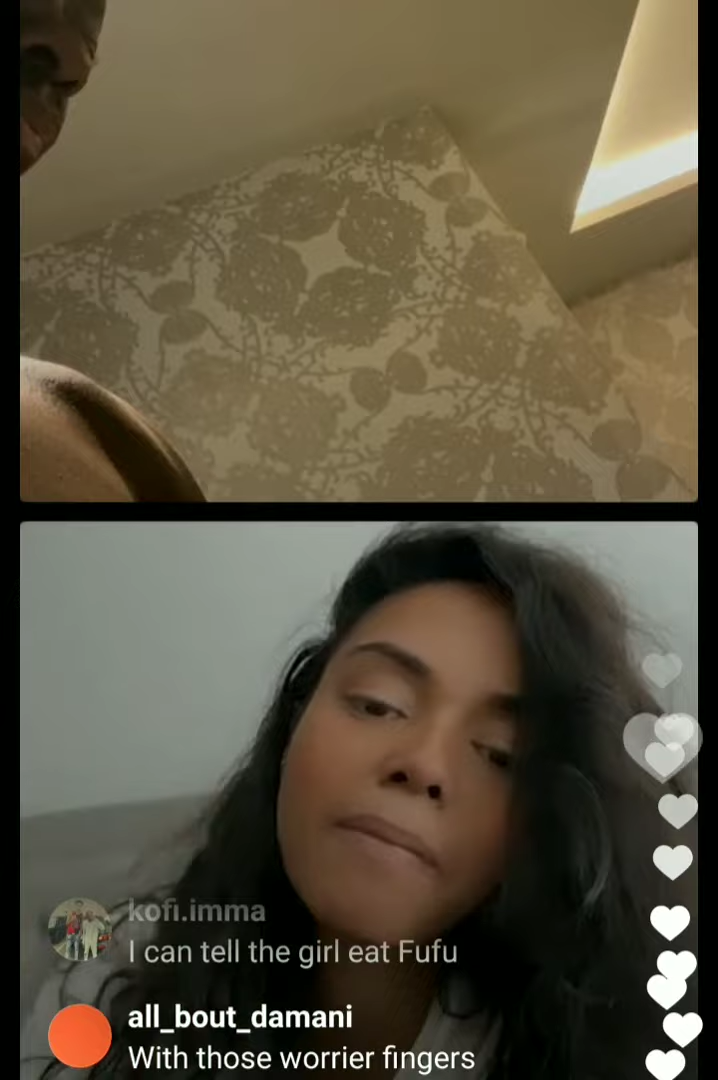 kofi.imma
I can tell the girl eat Fufu
all_bout_damani
With those worrier fingers